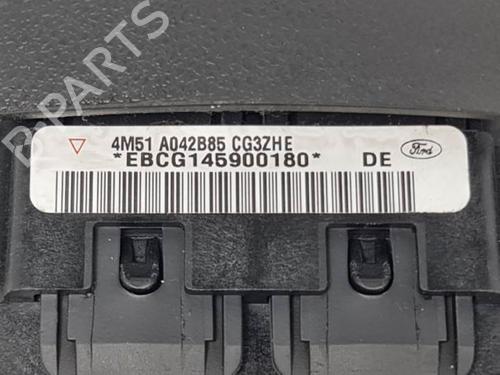 4M51 A042B85 CG3ZHE
*EBCG145900180* DE Ford
B-PARTS